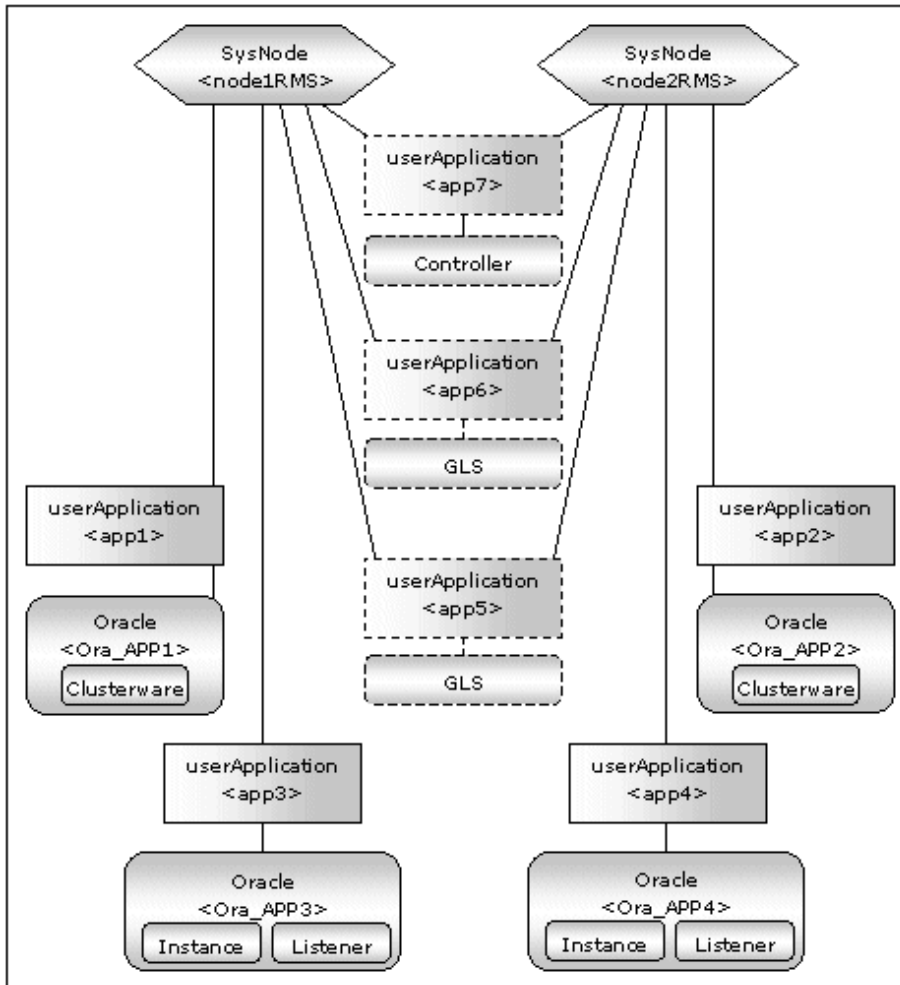 SysNode
<node1RMS>
SysNode
<node2RMS>
userApplication
<app7>
Controller
userApplication
<app6>
GLS
userApplication
<app1>
userApplication
<app2>
userApplication
<app5>
GLS
Oracle
<Ora_APP1>
Clusterware
Oracle
<Ora_APP2>
Clusterware
userApplication
<app3>
userApplication
<app4>
Oracle
<Ora_APP3>
Instance
Listener
Oracle
<Ora_APP4>
Instance
Listener